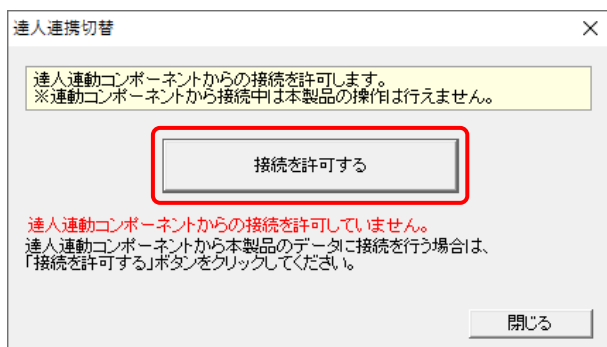 達人連携切替
達人連動コンポーネントからの接続を許可します。
※連動コンポーネントから接続中は本製品の操作は行えません。
接続を許可する
達人連動コンポーネントからの接続を許可していません。
達人連動コンポーネントから本製品のデータに接続を行う場合は、
「接続を許可する」ボタンをクリックしてください。
閉じる